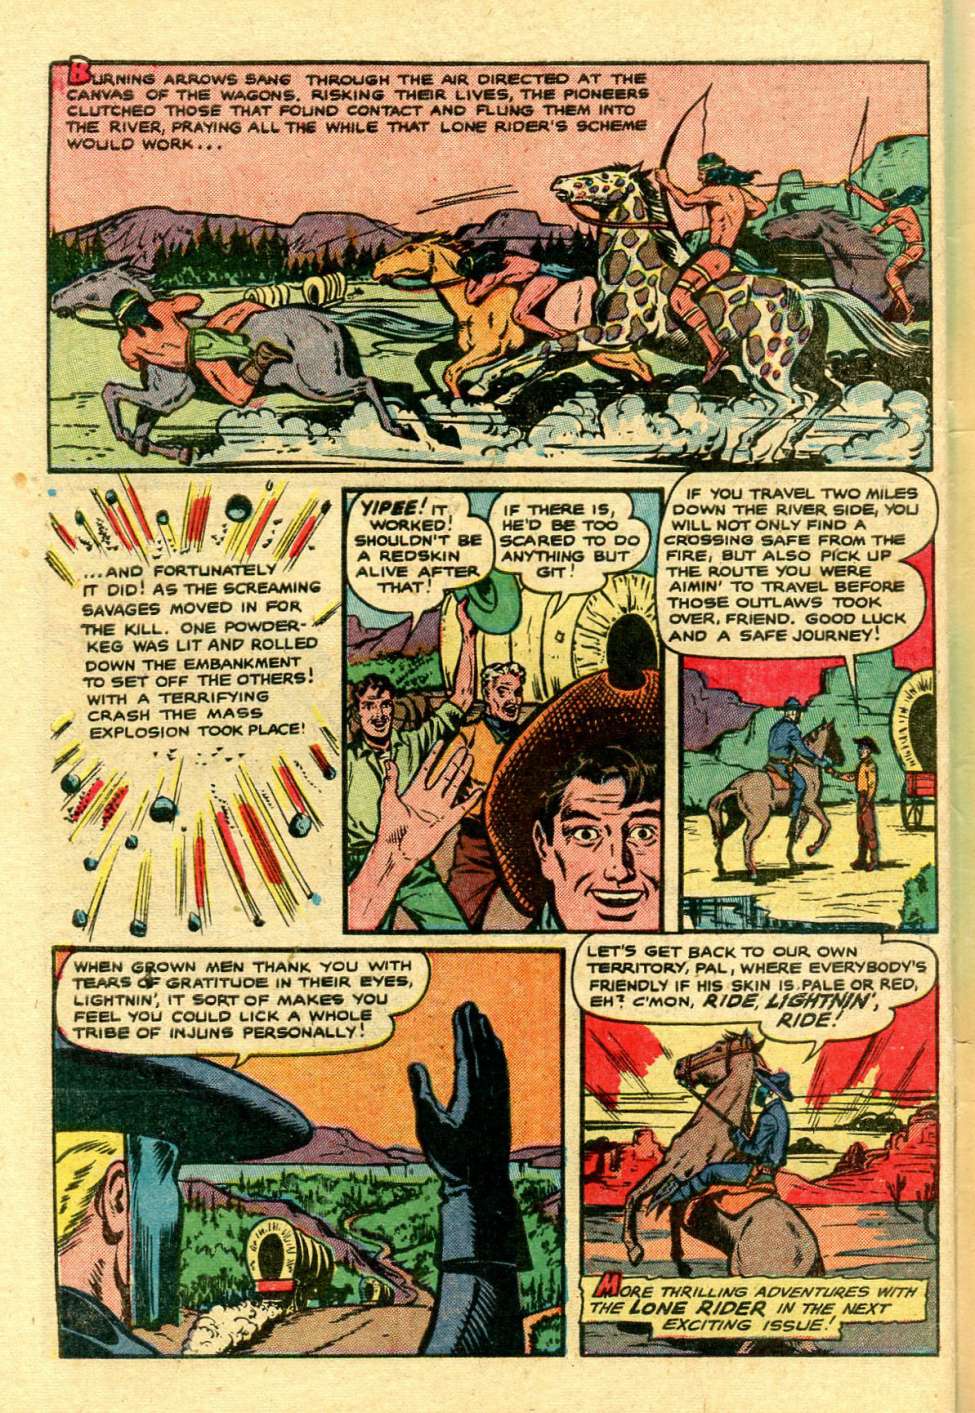 BURNING ARROWS SANG THROUGH THE AIR DIRECTED AT THE
CANVAS OF THE WAGONS. RISKING THEIR LIVES, THE PIONEERS
CLUTCHED THOSE THAT FOUND CONTACT AND FLUNG THEM INTO
THE RIVER, PRAYING ALL THE WHILE THAT LONE RIDER'S SCHEME
WOULD WORK...
...AND FORTUNATELY
IT DID! AS THE SCREAMING
SAVAGES MOVED IN FOR
THE KILL. ONE POWDER-
KEG WAS LIT AND ROLLED
DOWN THE EMBANKMENT
TO SET OFF THE OTHERS!
WITH A TERRIFYING
CRASH THE MASS
EXPLOSION TOOK PLACE!
YIPEE! IT
WORKED!
SHOULDN'T BE
A REDSKIN
ALIVE AFTER
THAT!
IF THERE IS,
HE'D BE TOO
SCARED TO DO
ANYTHING BUT
GIT!
IF YOU TRAVEL TWO MILES
DOWN THE RIVER SIDE, YOU
WILL NOT ONLY FIND A
CROSSING SAFE FROM THE
FIRE, BUT ALSO PICK UP
THE ROUTE YOU WERE
AIMIN' TO TRAVEL BEFORE
THOSE OUTLAWS TOOK
OVER, FRIEND. GOOD LUCK
AND A SAFE JOURNEY!
WHEN GROWN MEN THANK YOU WITH
TEARS OF GRATITUDE IN THEIR EYES,
LIGHTNIN', IT SORT OF MAKES YOU
FEEL YOU COULD LICK A WHOLE
TRIBE OF INJUNS PERSONALLY!
LET'S GET BACK TO OUR OWN
TERRITORY, PAL, WHERE EVERYBODY'S
FRIENDLY IF HIS SKIN IS PALE OR RED,
EH? C'MON, RIDE, LIGHTNIN',
RIDE!
MORE THRILLING ADVENTURES WITH
THE LONE RIDER IN THE NEXT
EXCITING ISSUE!